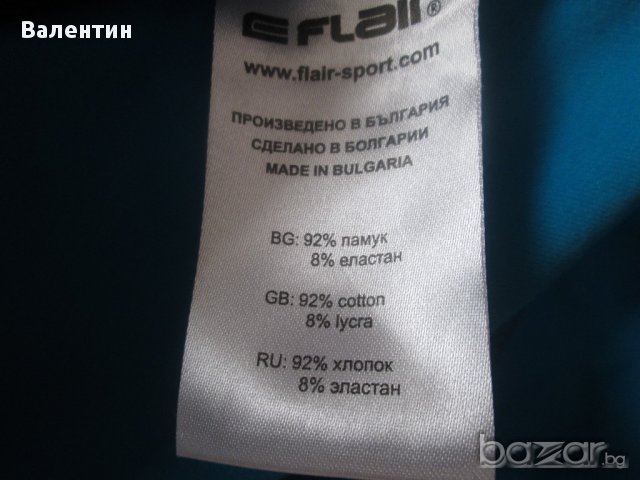 Валентин
FLAIR®
www.flair-sport.com
ПРОИЗВЕДЕНО В БЪЛГАРИЯ
СДЕЛАНО В БОЛГАРИИ
MADE IN BULGARIA
BG: 92% памук
8% еластан
GB: 92% cotton
8% lycra
RU: 92% хлопок
8% эластан
bazar.bg